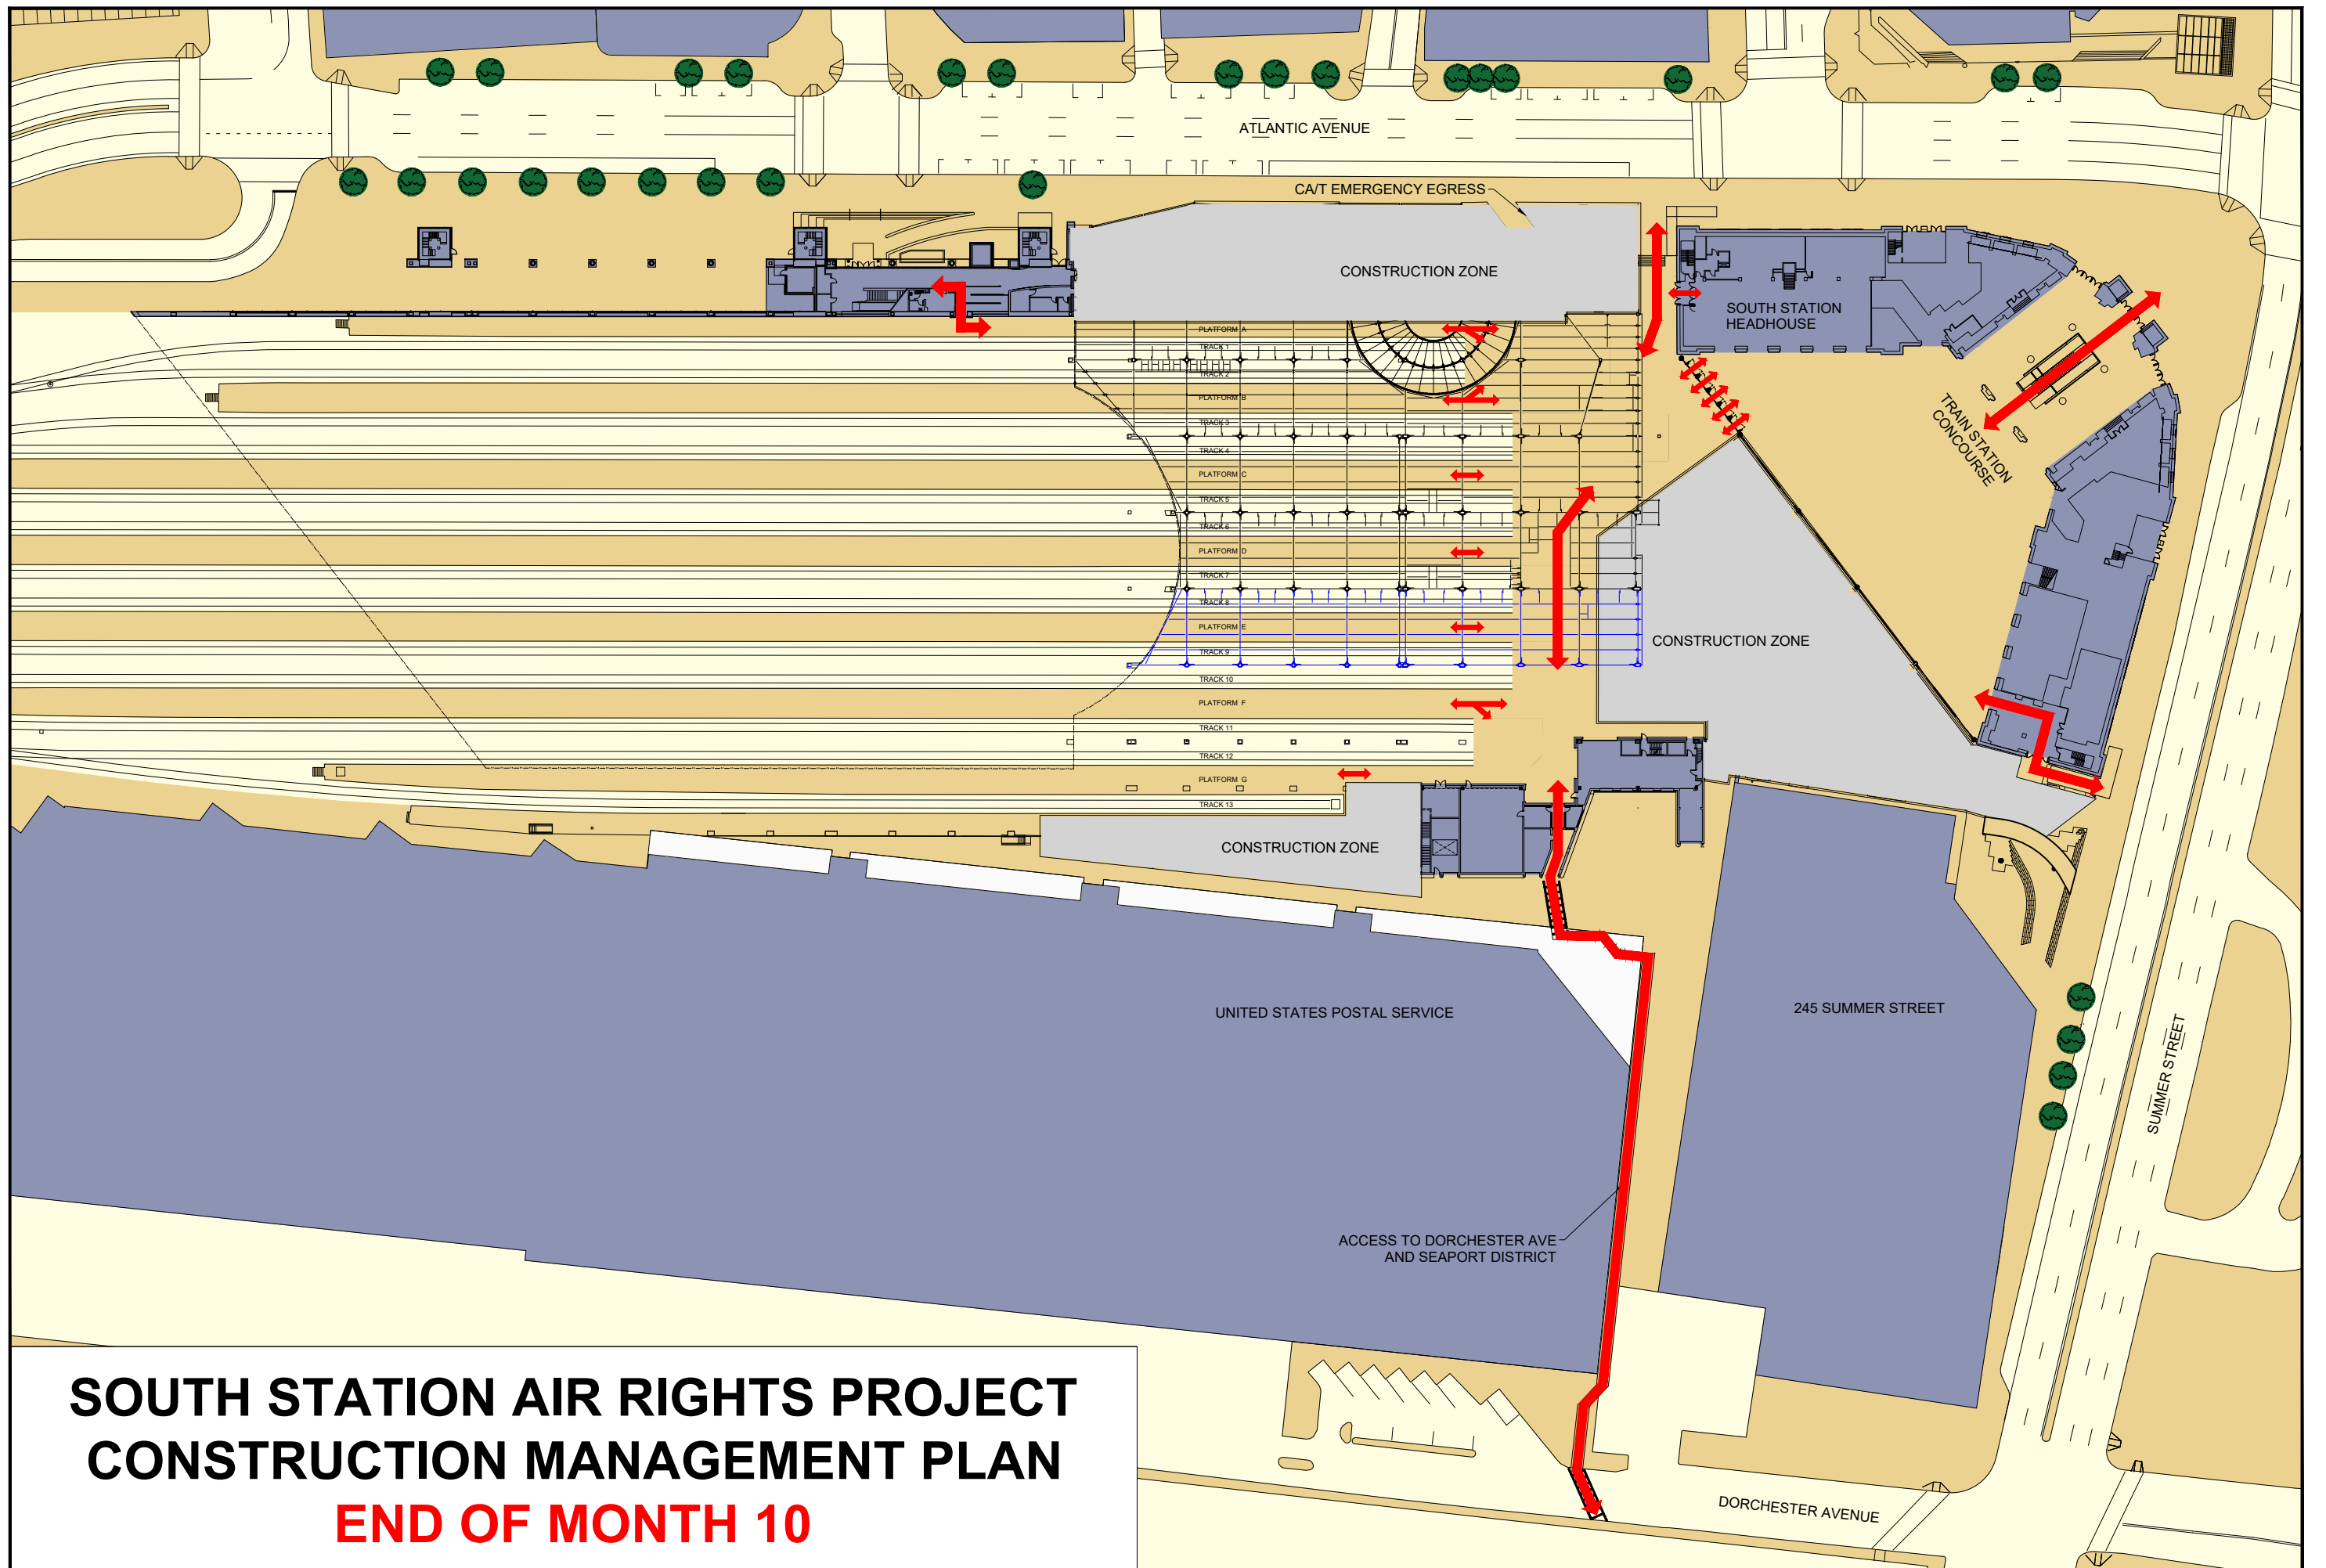 ATLANTIC AVENUE
CA/T EMERGENCY EGRESS
CONSTRUCTION ZONE
SOUTH STATION
HEADHOUSE
PLATFORM A
TRACK 1
TRACK 2
PLATFORM B
TRACK 3
TRACK 4
PLATFORM C
TRACK 5
TRACK 6
PLATFORM D
TRACK 7
TRACK 8
PLATFORM E
TRACK 9
TRACK 10
PLATFORM F
TRACK 11
TRACK 12
PLATFORM G
TRACK 13
TRAIN STATION
CONCOURSE
CONSTRUCTION ZONE
CONSTRUCTION ZONE
UNITED STATES POSTAL SERVICE
245 SUMMER STREET
SUMMER STREET
ACCESS TO DORCHESTER AVE
AND SEAPORT DISTRICT
DORCHESTER AVENUE
SOUTH STATION AIR RIGHTS PROJECT
CONSTRUCTION MANAGEMENT PLAN
END OF MONTH 10